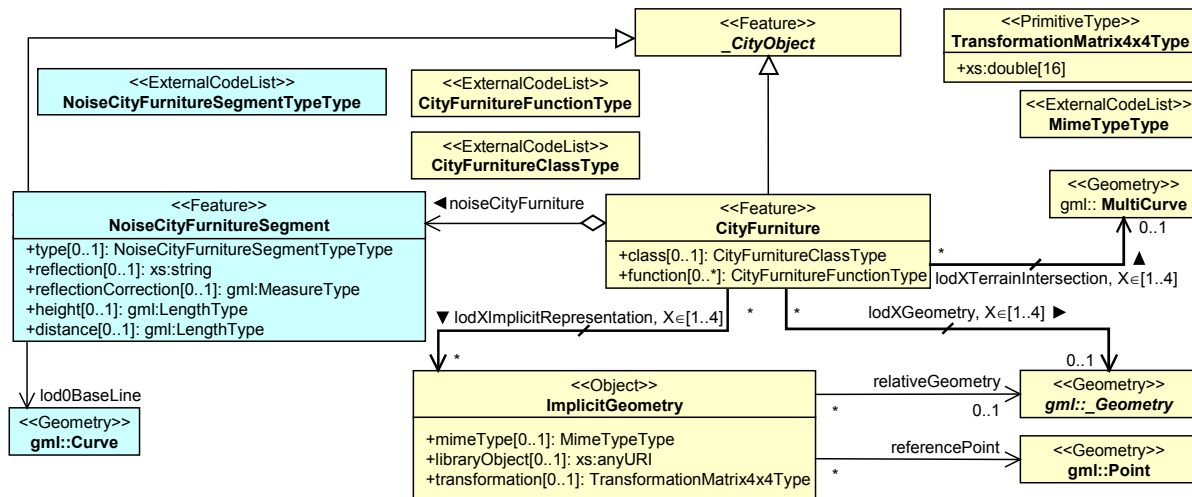 <<Feature>>
_CityObject
<<PrimitiveType>>
TransformationMatrix4x4Type
+xs:double[16]
<<ExternalCodeList>>
NoiseCityFurnitureSegmentTypeType
<<ExternalCodeList>>
CityFurnitureFunctionType
<<ExternalCodeList>>
MimeTypeType
<<ExternalCodeList>>
CityFurnitureClassType
<<Feature>>
NoiseCityFurnitureSegment
+type[0..1]: NoiseCityFurnitureSegmentTypeType
+reflection[0..1]: xs:string
+reflectionCorrection[0..1]: gml:MeasureType
+height[0..1]: gml:LengthType
+distance[0..1]: gml:LengthType
◄noiseCityFurniture
<<Feature>>
CityFurniture
+class[0..1]: CityFurnitureClassType
+function[0..*]: CityFurnitureFunctionType
<<Geometry>>
gml:: MultiCurve
0..1
*
lodXTerrainIntersection, X∈[1..4] ▲
▼ lodXImplicitRepresentation, X∈[1..4]
*
*
*
lodXGeometry, X∈[1..4] ►
0..1
lod0BaseLine
<<Geometry>>
gml::Curve
<<Object>>
ImplicitGeometry
+mimeType[0..1]: MimeTypeType
+libraryObject[0..1]: xs:anyURI
+transformation[0..1]: TransformationMatrix4x4Type
relativeGeometry
*
0..1
<<Geometry>>
gml::_Geometry
referencePoint
*
<<Geometry>>
gml::Point